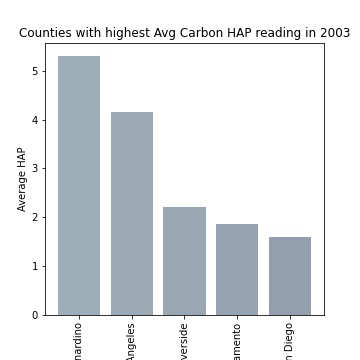 Counties with highest Avg Carbon HAP reading in 2003
Average HAP
5
4
3
2
1
0
nardino
Angeles
verside
amento
n Diego